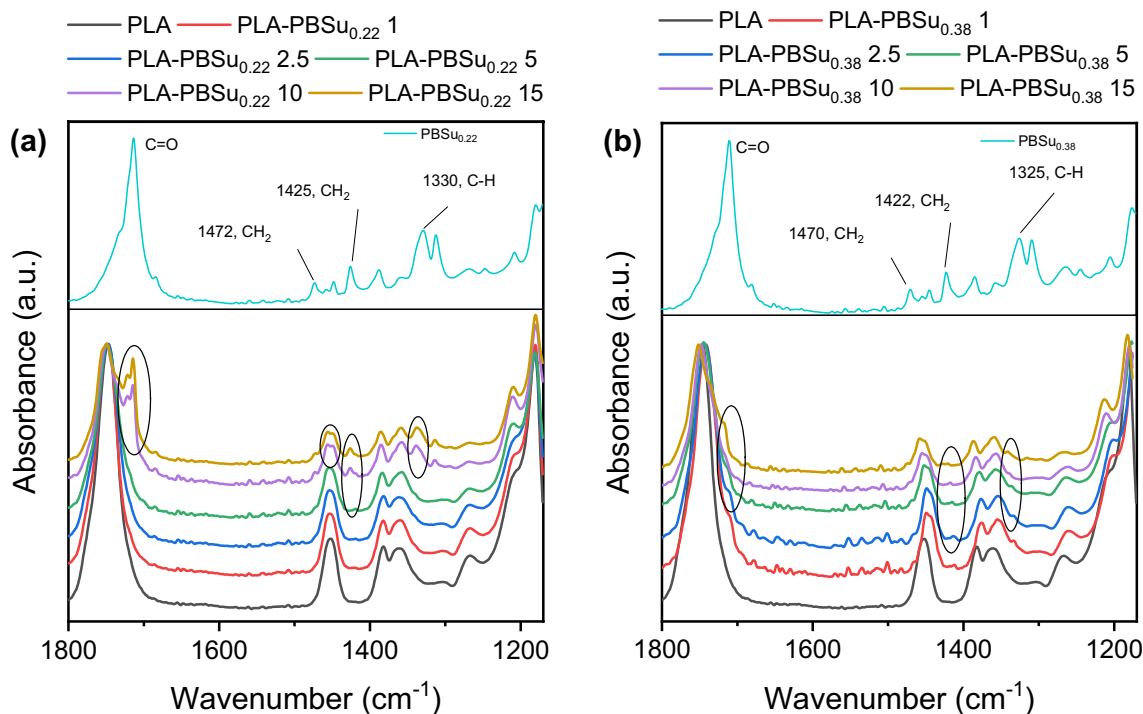 PLA PLA-PBSu0.22 1
PLA-PBSu0.22 2.5 PLA-PBSu0.22 5
PLA-PBSu0.22 10 PLA-PBSu0.22 15
(a)
PBSu0.22
C=O
1425, CH2
1330, C-H
1472, CH2
Absorbance (a.u.)
1800 1600 1400 1200
Wavenumber (cm-1)
PLA PLA-PBSu0.38 1
PLA-PBSu0.38 2.5 PLA-PBSu0.38 5
PLA-PBSu0.38 10 PLA-PBSu0.38 15
(b)
PBSu0.38
C=O
1325, C-H
1422, CH2
1470, CH2
Absorbance (a.u.)
1800 1600 1400 1200
Wavenumber (cm-1)